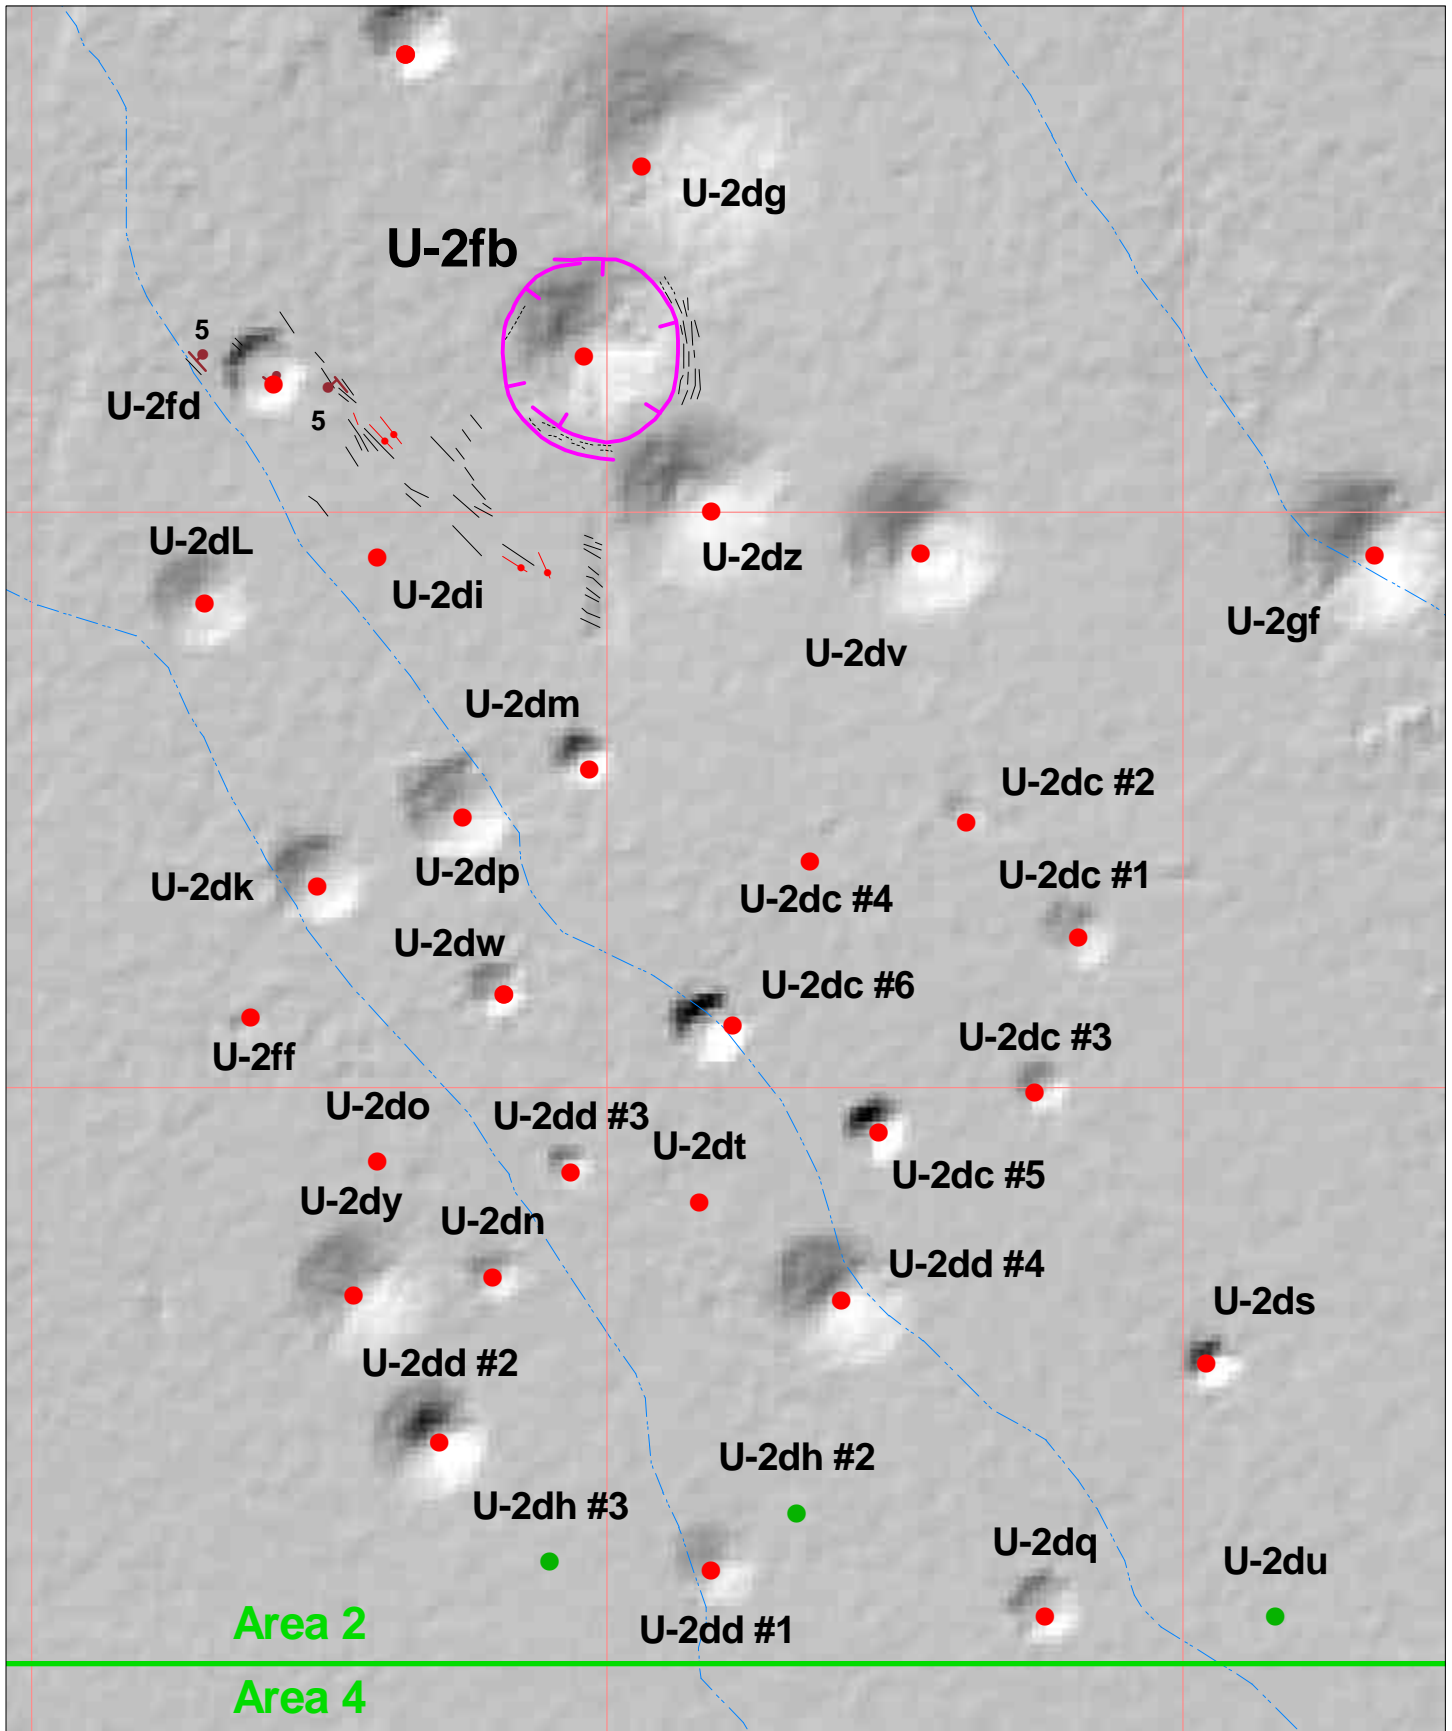 U-2dg
U-2fb
5
U-2fd
5
U-2dL
U-2dz
U-2di
U-2gf
U-2dv
U-2dm
U-2dc #2
U-2dp
U-2dc #1
U-2dk
U-2dc #4
U-2dw
U-2dc #6
U-2dc #3
U-2ff
U-2do
U-2dd #3
U-2dt
U-2dc #5
U-2dy
U-2dn
U-2dd #4
U-2ds
U-2dd #2
U-2dh #2
U-2dh #3
U-2dq
U-2du
Area 2
U-2dd #1
Area 4